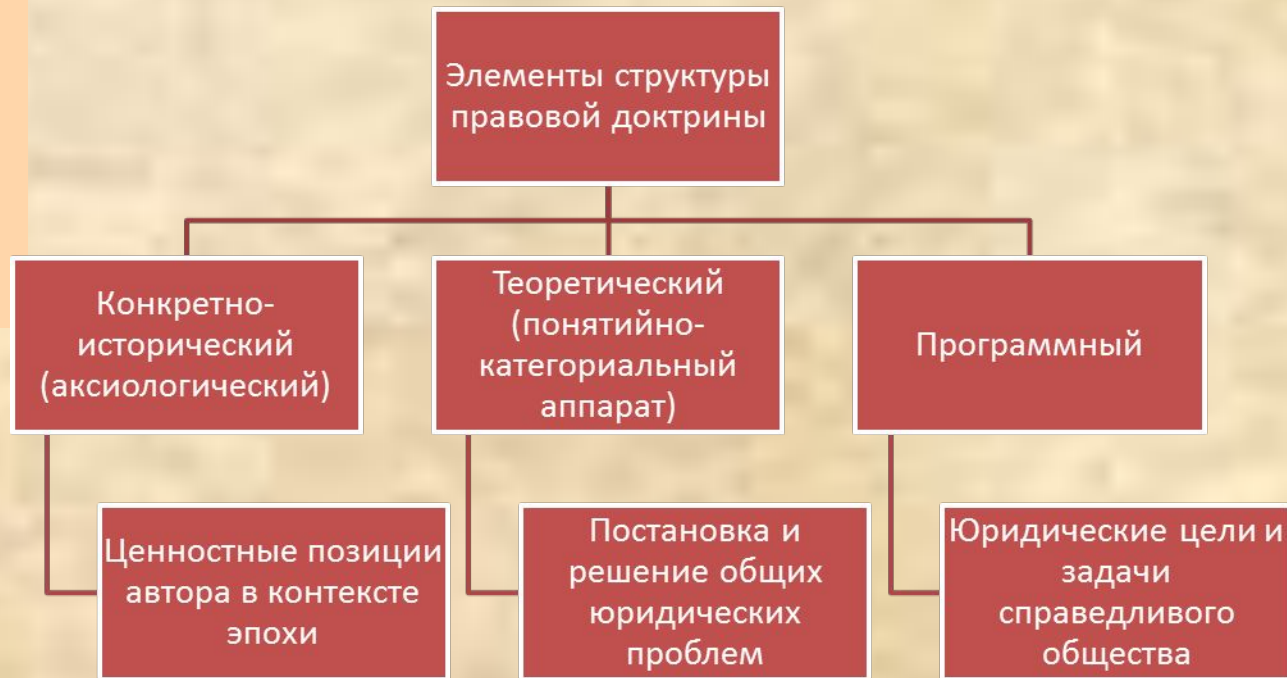 Элементы структуры
правовой доктрины
Конкретно-
исторический
(аксиологический)
Теоретический
(понятийно-
категориальный
аппарат)
Программный
Ценностные позиции
автора в контексте
эпохи
Постановка и
решение общих
юридических
проблем
Юридические цели и
задачи
справедливого
общества